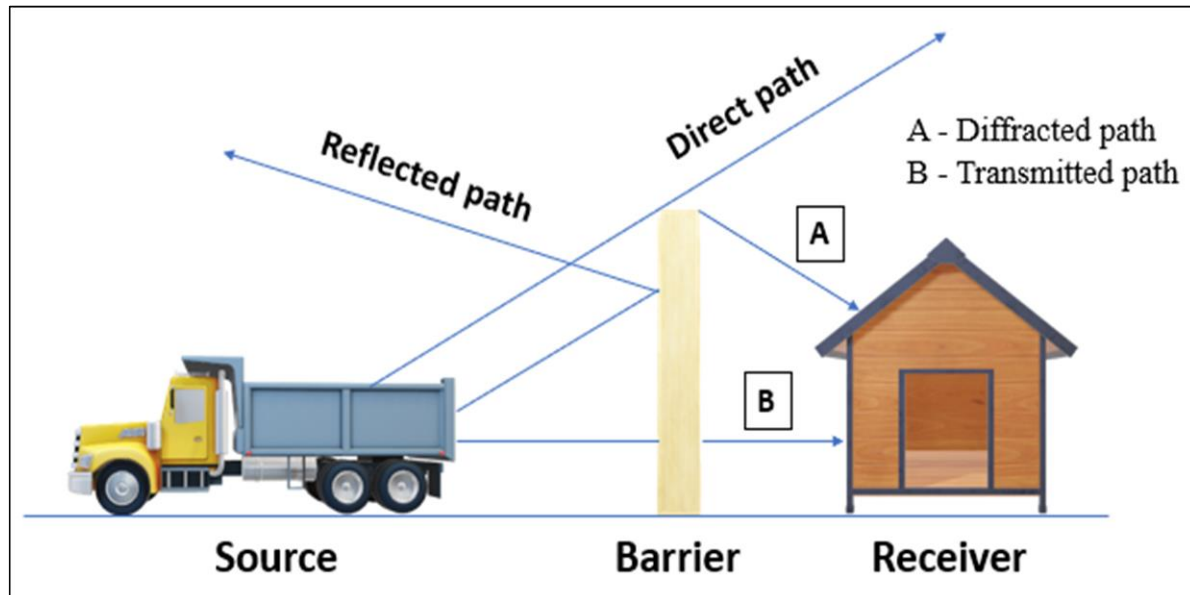 Direct path
Reflected path
A - Diffracted path
B - Transmitted path
A
B
Source
Barrier
Receiver